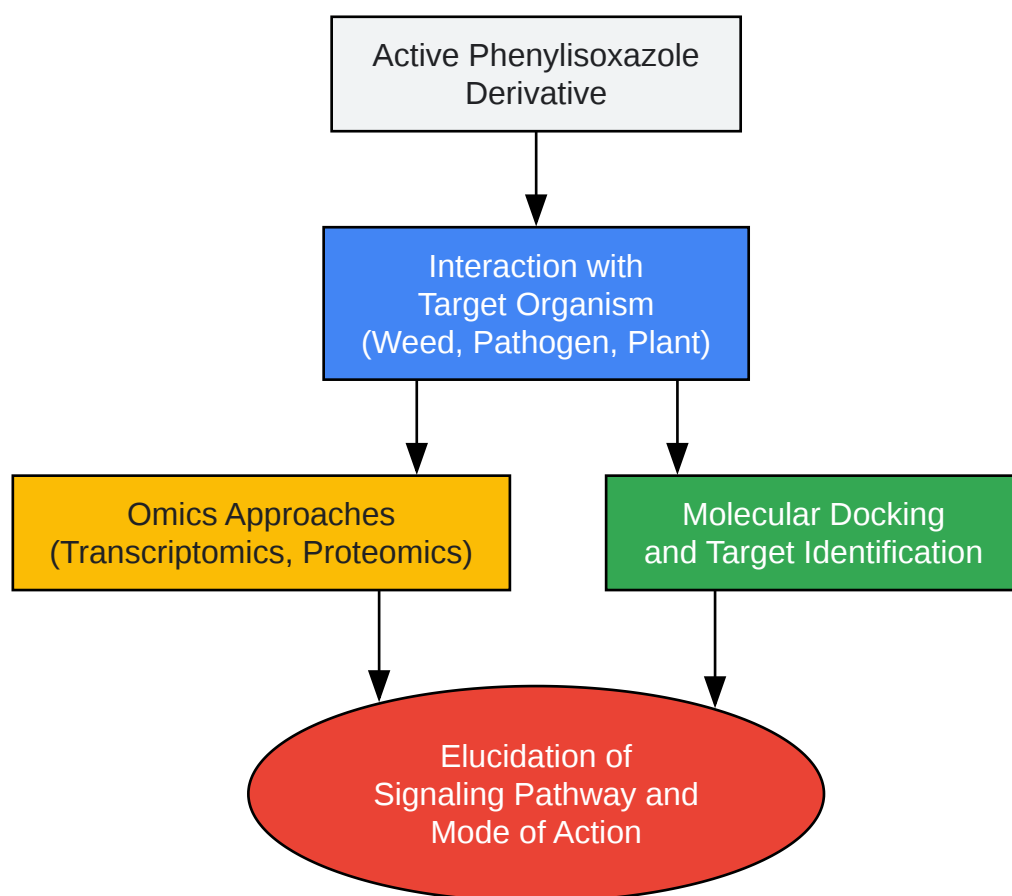 Active Phenylisoxazole
Derivative
Interaction with
Target Organism
(Weed, Pathogen, Plant)
Omics Approaches
(Transcriptomics, Proteomics)
Molecular Docking
and Target Identification
Elucidation of
Signaling Pathway and
Mode of Action